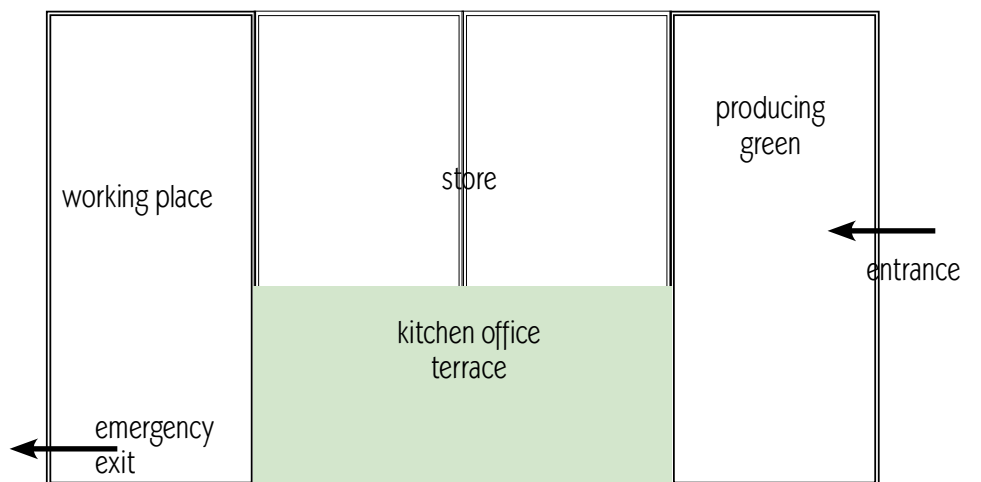 producing
green
working place
store
entrance
kitchen office
terrace
emergency
exit